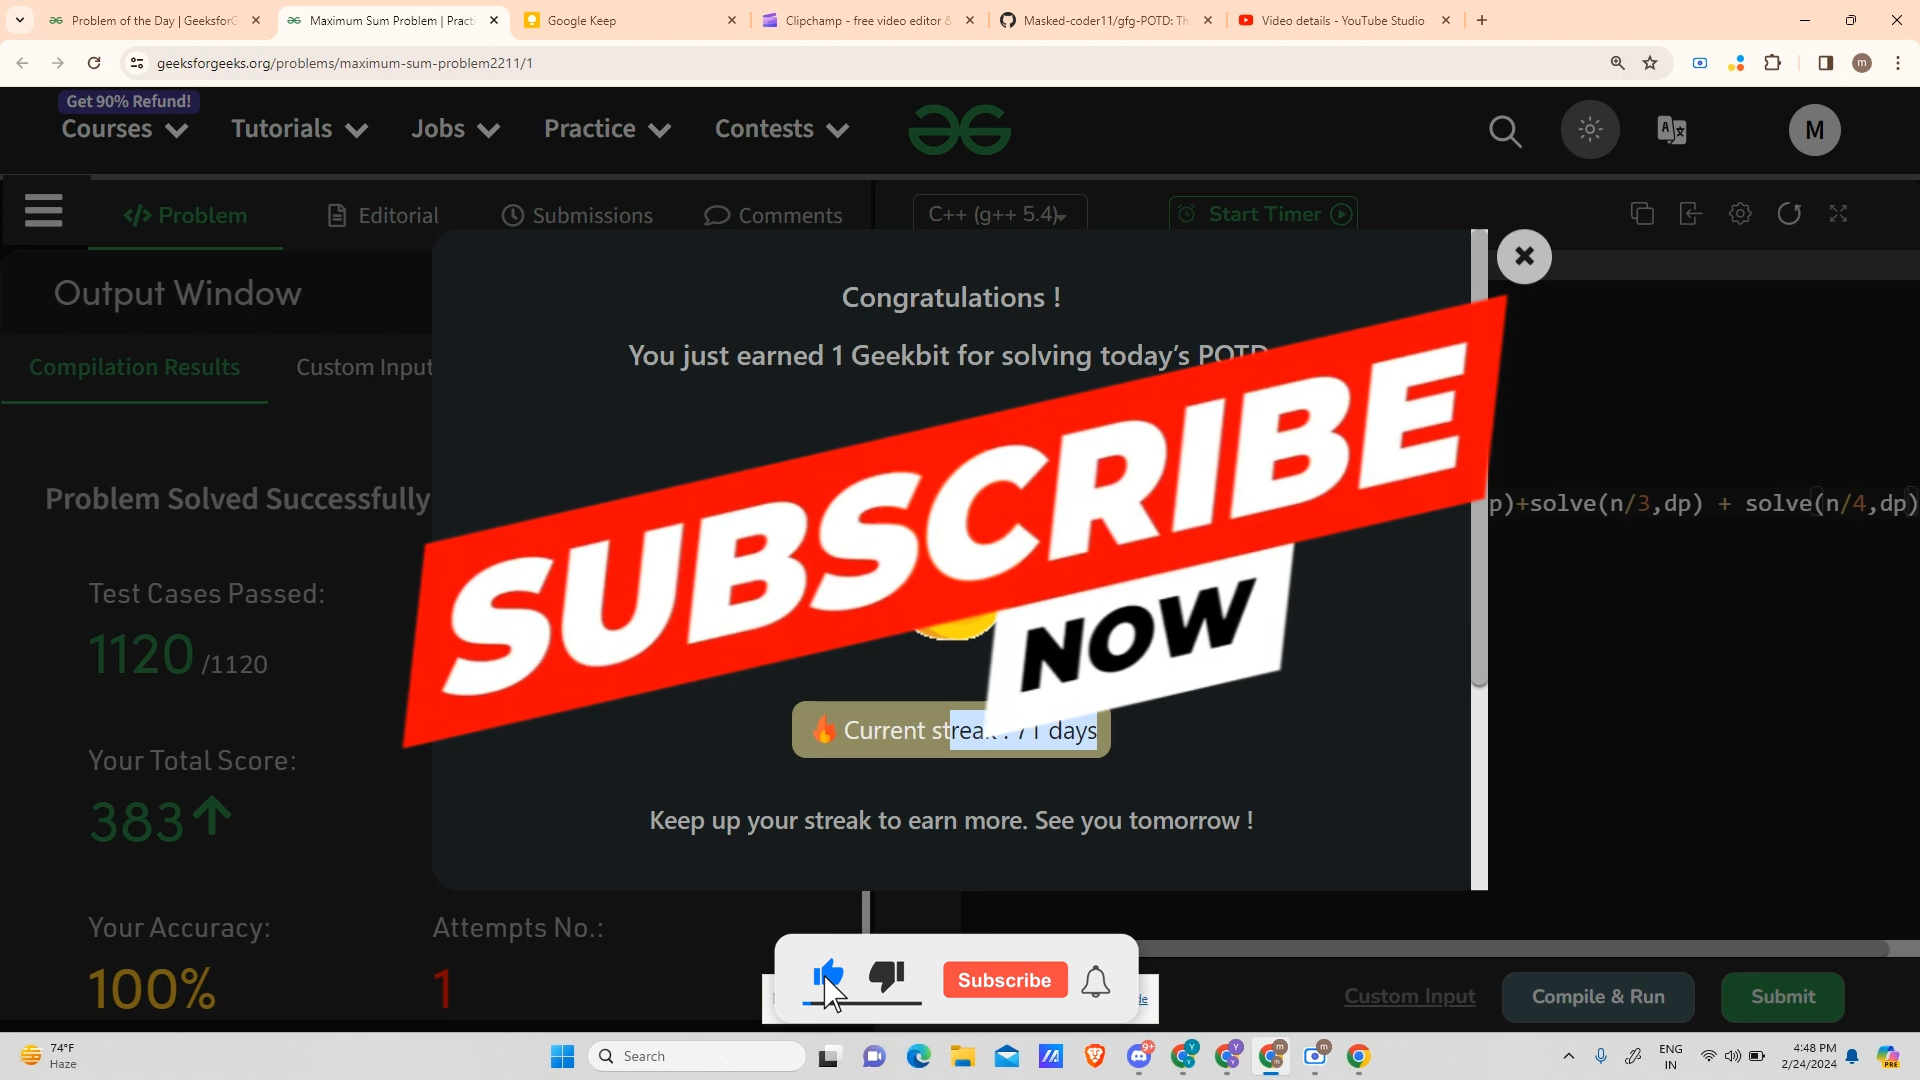 Problem of the Day | GeeksforG
Maximum Sum Problem | Pract
Google Keep
Clipchamp - free video editor &
Masked-coder11/gfg-POTD: Th
Video details - YouTube Studio
geeksforgeeks.org/problems/maximum-sum-problem2211/1
m
Get 90% Refund!
Courses
Tutorials
Jobs
Practice
Contests
M
</> Problem
Editorial
Submissions
Comments
C++ (g++ 5.4)
Start Timer
Output Window
Compilation Results
Custom Input
Congratulations !
You just earned 1 Geekbit for solving today's POTD
SUBSCRIBE
NOW
p)+solve(n/3,dp) + solve(n/4,dp)
Problem Solved Successfully
Test Cases Passed:
1120 /1120
Current streak : 71 days
Your Total Score:
383
Keep up your streak to earn more. See you tomorrow !
Your Accuracy:
Attempts No.:
100%
1
Subscribe
Custom Input
Compile & Run
Submit
74°F
Haze
Search
9+
Y
Y
m
m
ENG
IN
4:48 PM
2/24/2024
PRE